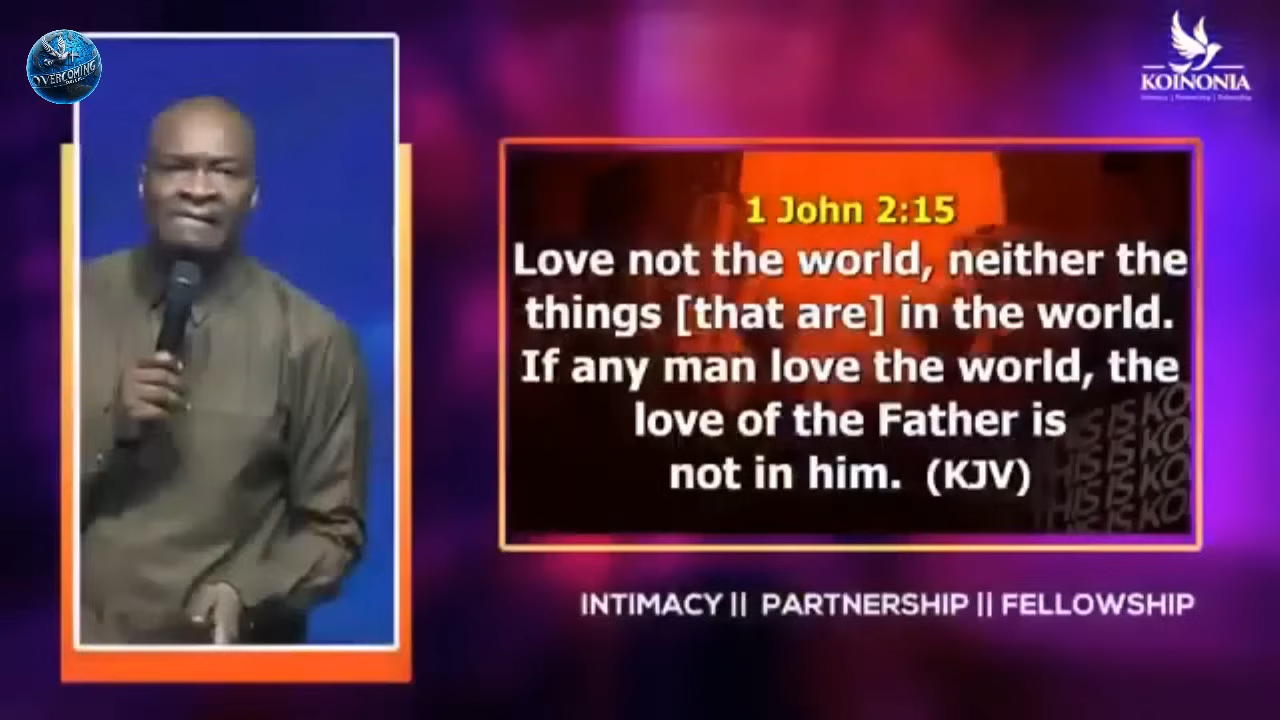 OVERCOMING
KOINONIA
1 John 2:15
Love not the world, neither the
things [that are] in the world.
If any man love the world, the
love of the Father is
not in him. (KJV)
INTIMACY || PARTNERSHIP || FELLOWSHIP